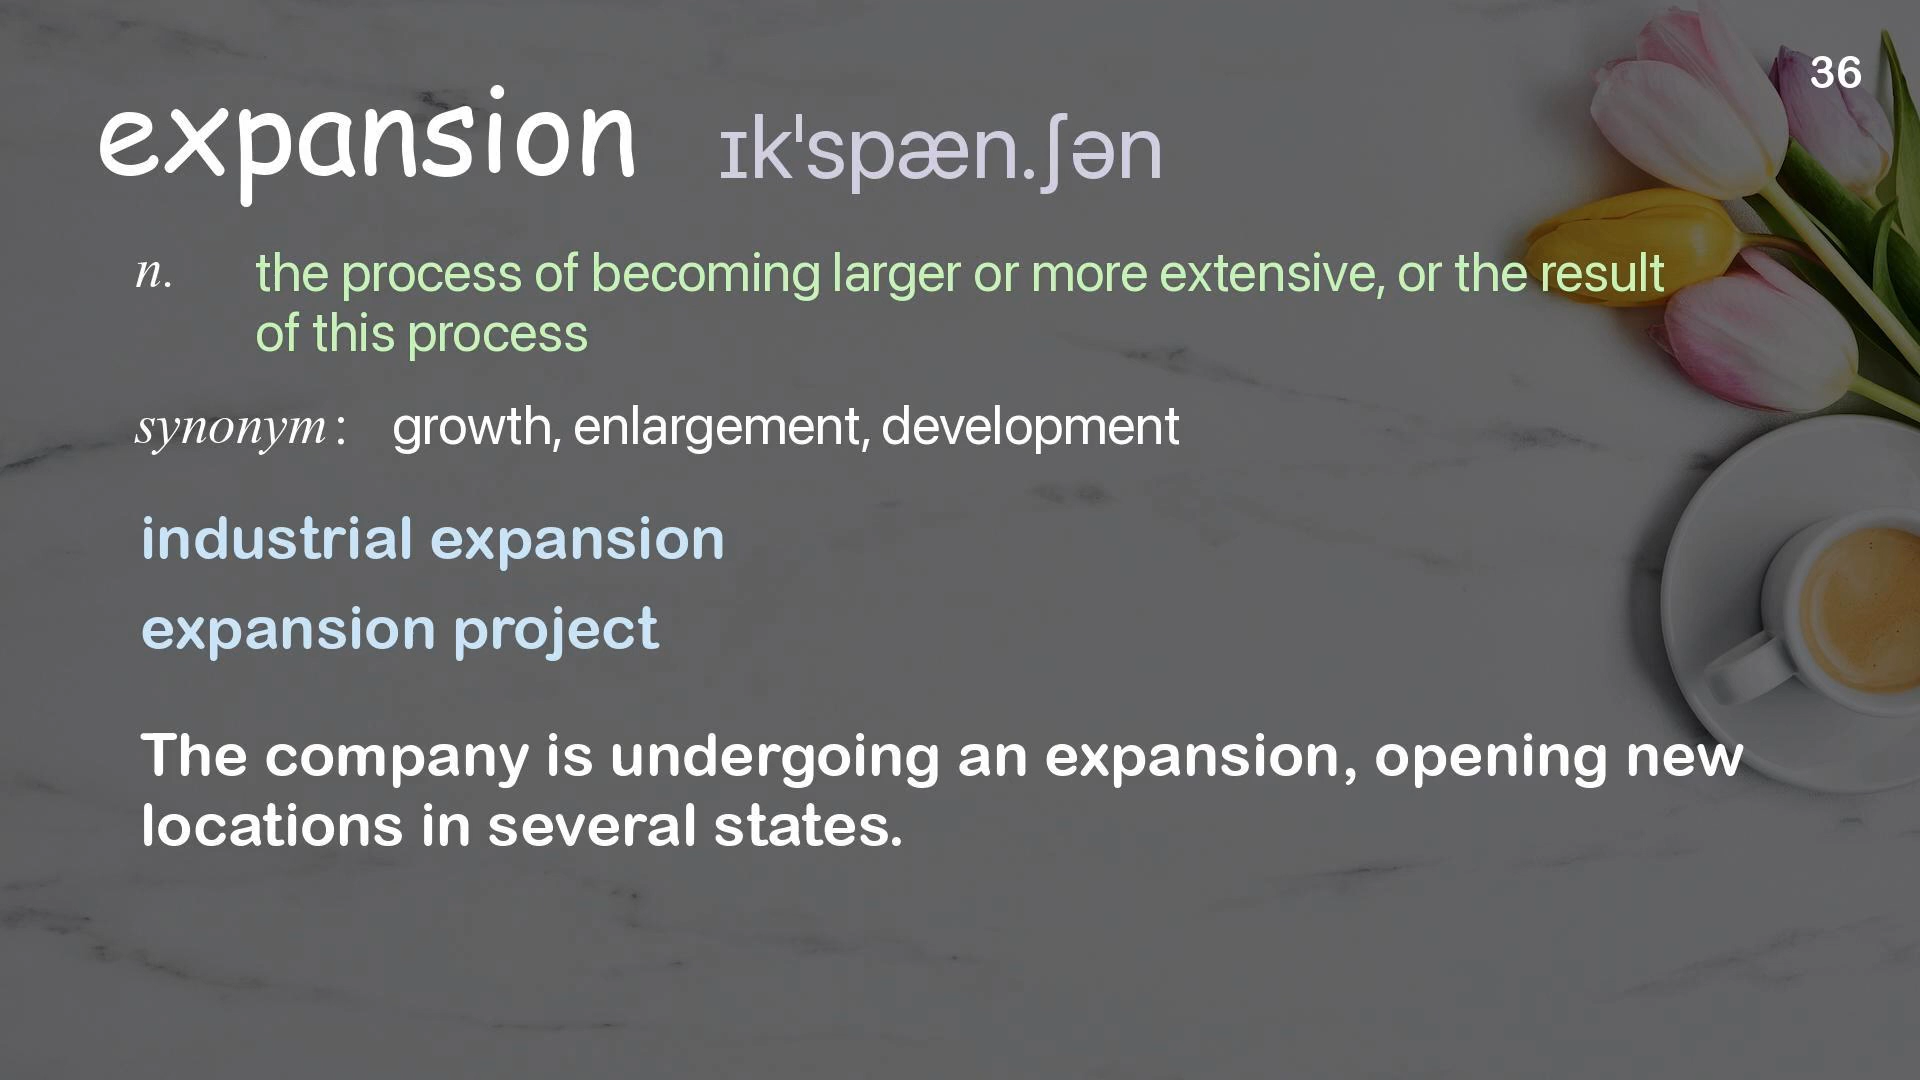 36
expansion ɪkˈspæn.ʃən
n. the process of becoming larger or more extensive, or the result
of this process
synonym: growth, enlargement, development
industrial expansion
expansion project
The company is undergoing an expansion, opening new
locations in several states.